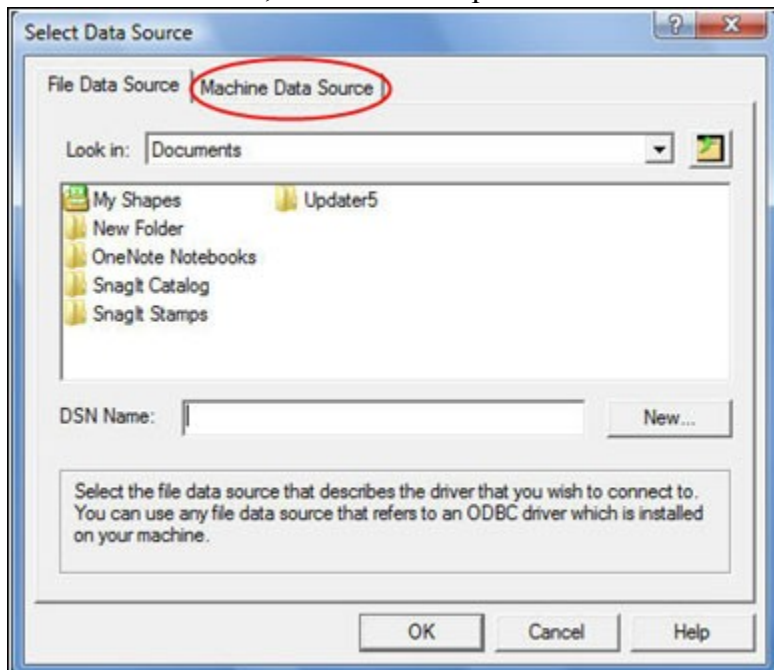 Select Data Source
File Data Source Machine Data Source
Look in: Documents
My Shapes Updater5
New Folder
OneNote Notebooks
SnagIt Catalog
SnagIt Stamps
DSN Name: New...
Select the file data source that describes the driver that you wish to connect to.
You can use any file data source that refers to an ODBC driver which is installed
on your machine.
OK Cancel Help